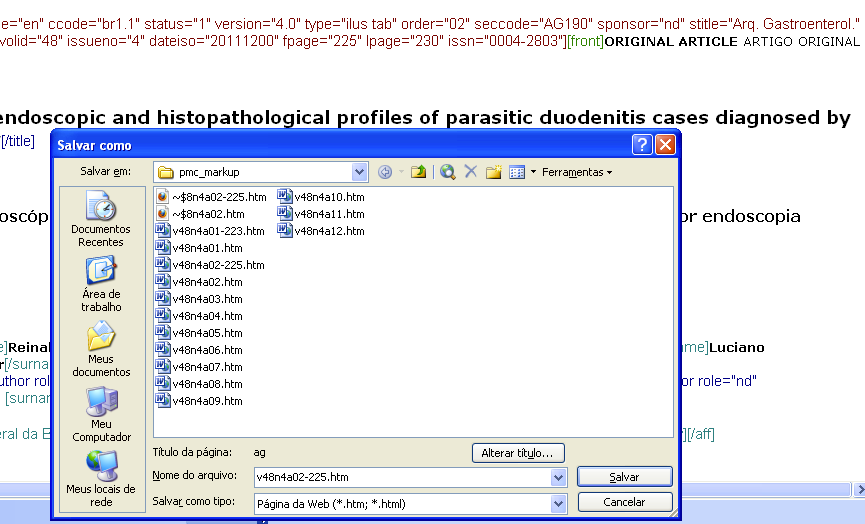 e="en" ccode="br1.1" status="1" version="4.0" type="ilus tab" order="02" seccode="AG190" sponsor="nd" stitle="Arq. Gastroenterol."
volid="48" issueno="4" dateiso="20111200" fpage="225" lpage="230" issn="0004-2803"][front]ORIGINAL ARTICLE ARTIGO ORIGINAL
endoscopic and histopathological profiles of parasitic duodenitis cases diagnosed by
[/title]
Salvar como
Salvar em: pmc_markup Ferramentas
~$8n4a02-225.htm v48n4a10.htm
~$8n4a02.htm v48n4a11.htm
v48n4a01-223.htm v48n4a12.htm
v48n4a01.htm
v48n4a02-225.htm
v48n4a02.htm
v48n4a03.htm
v48n4a04.htm
v48n4a05.htm
v48n4a06.htm
v48n4a07.htm
v48n4a08.htm
v48n4a09.htm
Documentos
Recentes
Área de
trabalho
Meus
documentos
Meu
Computador
Meus locais de
rede
oscóp or endoscopia
e]Reinal me]Luciano
r[/surna
uthor rol or role="nd"
[surnar
eral da E ][/aff]
Título da página: ag Alterar título...
Nome do arquivo: v48n4a02-225.htm Salvar
Salvar como tipo: Página da Web (*.htm; *.html) Cancelar